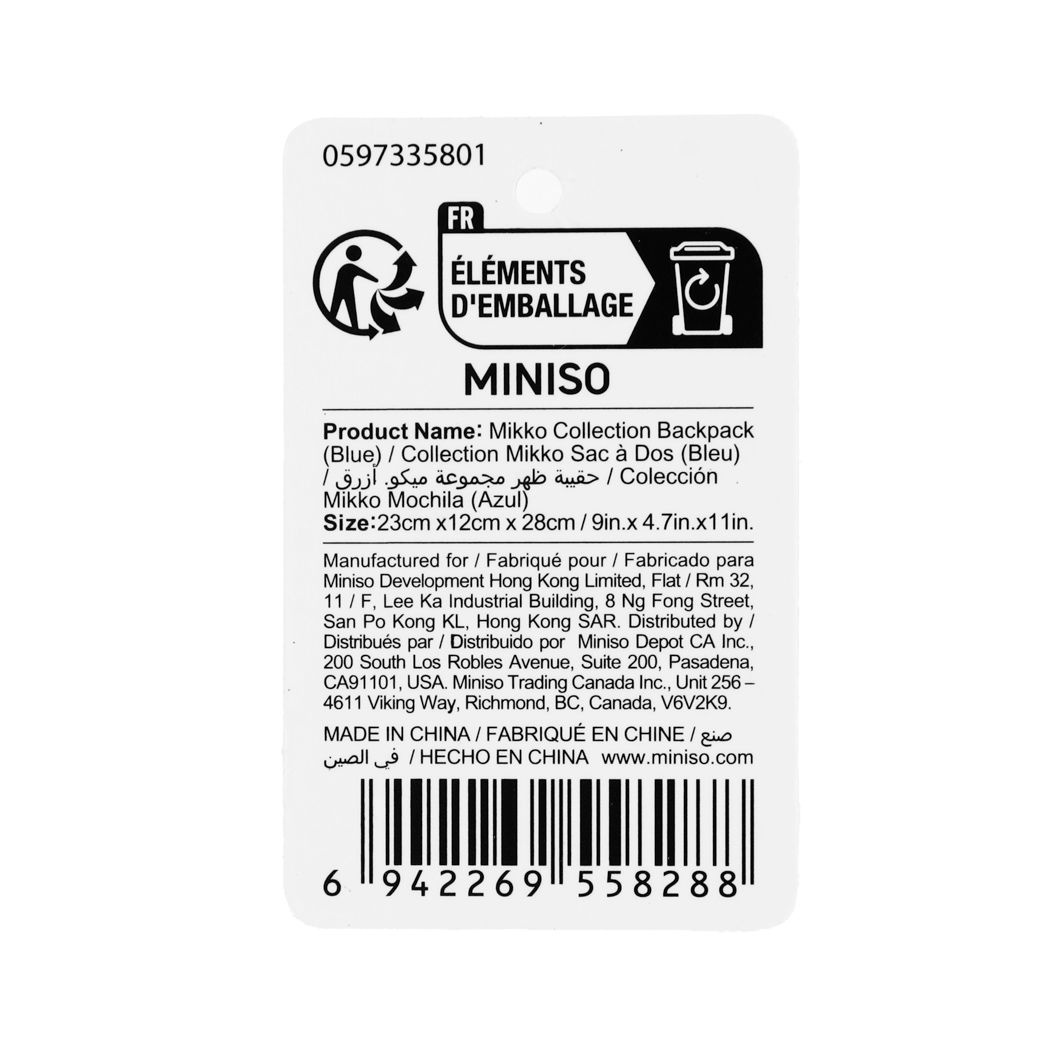 0597335801
FR
ÉLÉMENTS
D'EMBALLAGE
MINISO
Product Name: Mikko Collection Backpack
(Blue) / Collection Mikko Sac à Dos (Bleu)
/ حقيبة ظهر مجموعة ميكو. أزرق / Colección
Mikko Mochila (Azul)
Size:23cm x12cm x 28cm / 9in.x 4.7in.x11in.
Manufactured for / Fabriqué pour / Fabricado para
Miniso Development Hong Kong Limited, Flat / Rm 32,
11 / F, Lee Ka Industrial Building, 8 Ng Fong Street,
San Po Kong KL, Hong Kong SAR. Distributed by /
Distribués par / Distribuido por Miniso Depot CA Inc.,
200 South Los Robles Avenue, Suite 200, Pasadena,
CA91101, USA. Miniso Trading Canada Inc., Unit 256 –
4611 Viking Way, Richmond, BC, Canada, V6V2K9.
MADE IN CHINA / FABRIQUÉ EN CHINE / صنع
في الصين / HECHO EN CHINA www.miniso.com
6 942269 558288